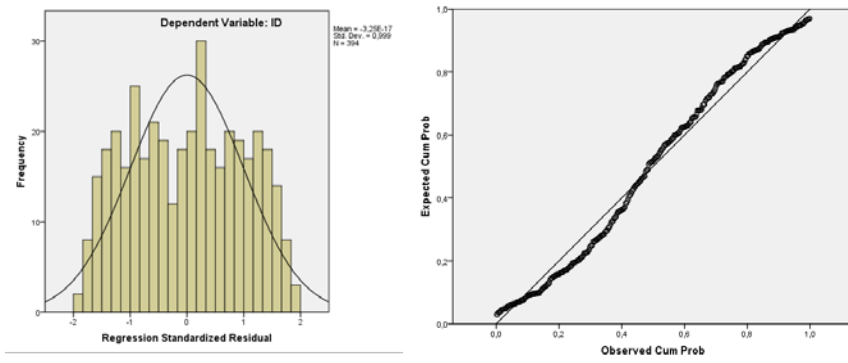 Dependent Variable: ID
Mean = -3,25E-17
Std. Dev. = 0,999
N = 394
Frequency
30
20
10
0
-2 -1 0 1 2
Regression Standardized Residual
Expected Cum Prob
1,0
0,8
0,6
0,4
0,2
0,0
0,0 0,2 0,4 0,6 0,8 1,0
Observed Cum Prob